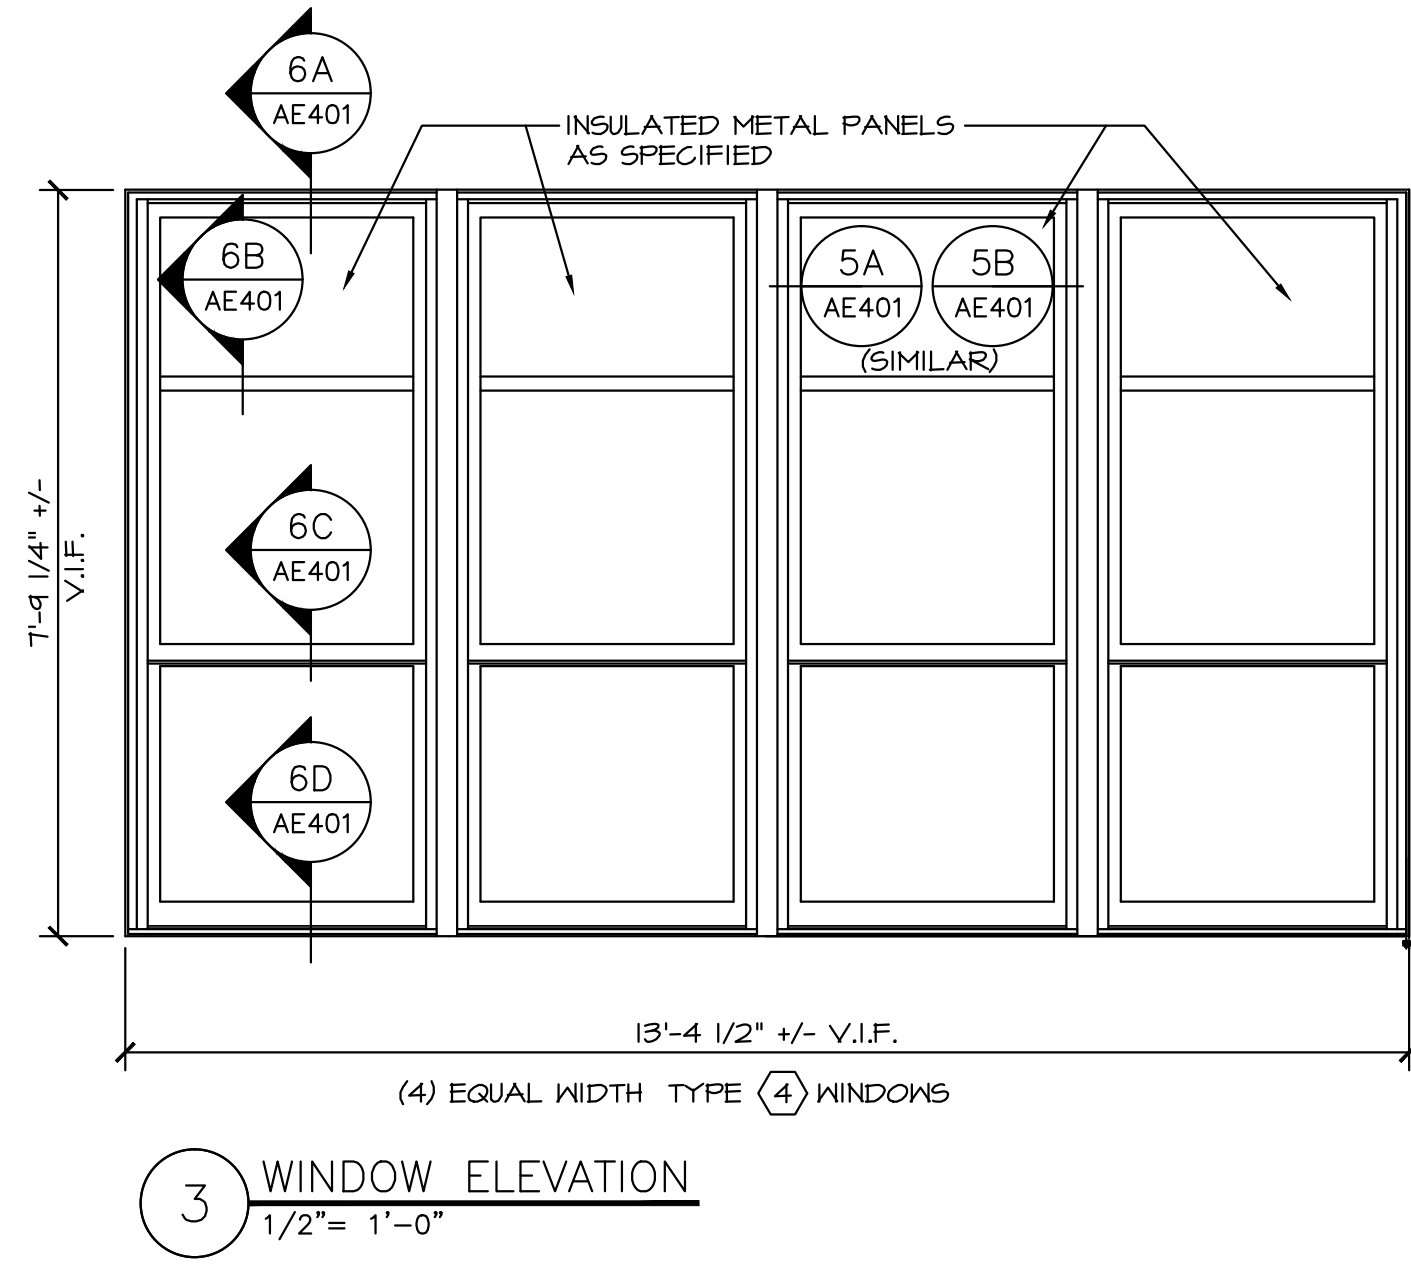 6A
AE401
INSULATED METAL PANELS
AS SPECIFIED
6B
AE401
5A
AE401
5B
AE401
(SIMILAR)
7'-9 1/4" +/-
V.I.F.
6C
AE401
6D
AE401
13'-4 1/2" +/- V.I.F.
(4) EQUAL WIDTH TYPE 4 WINDOWS
3
WINDOW ELEVATION
1/2"= 1'-0"